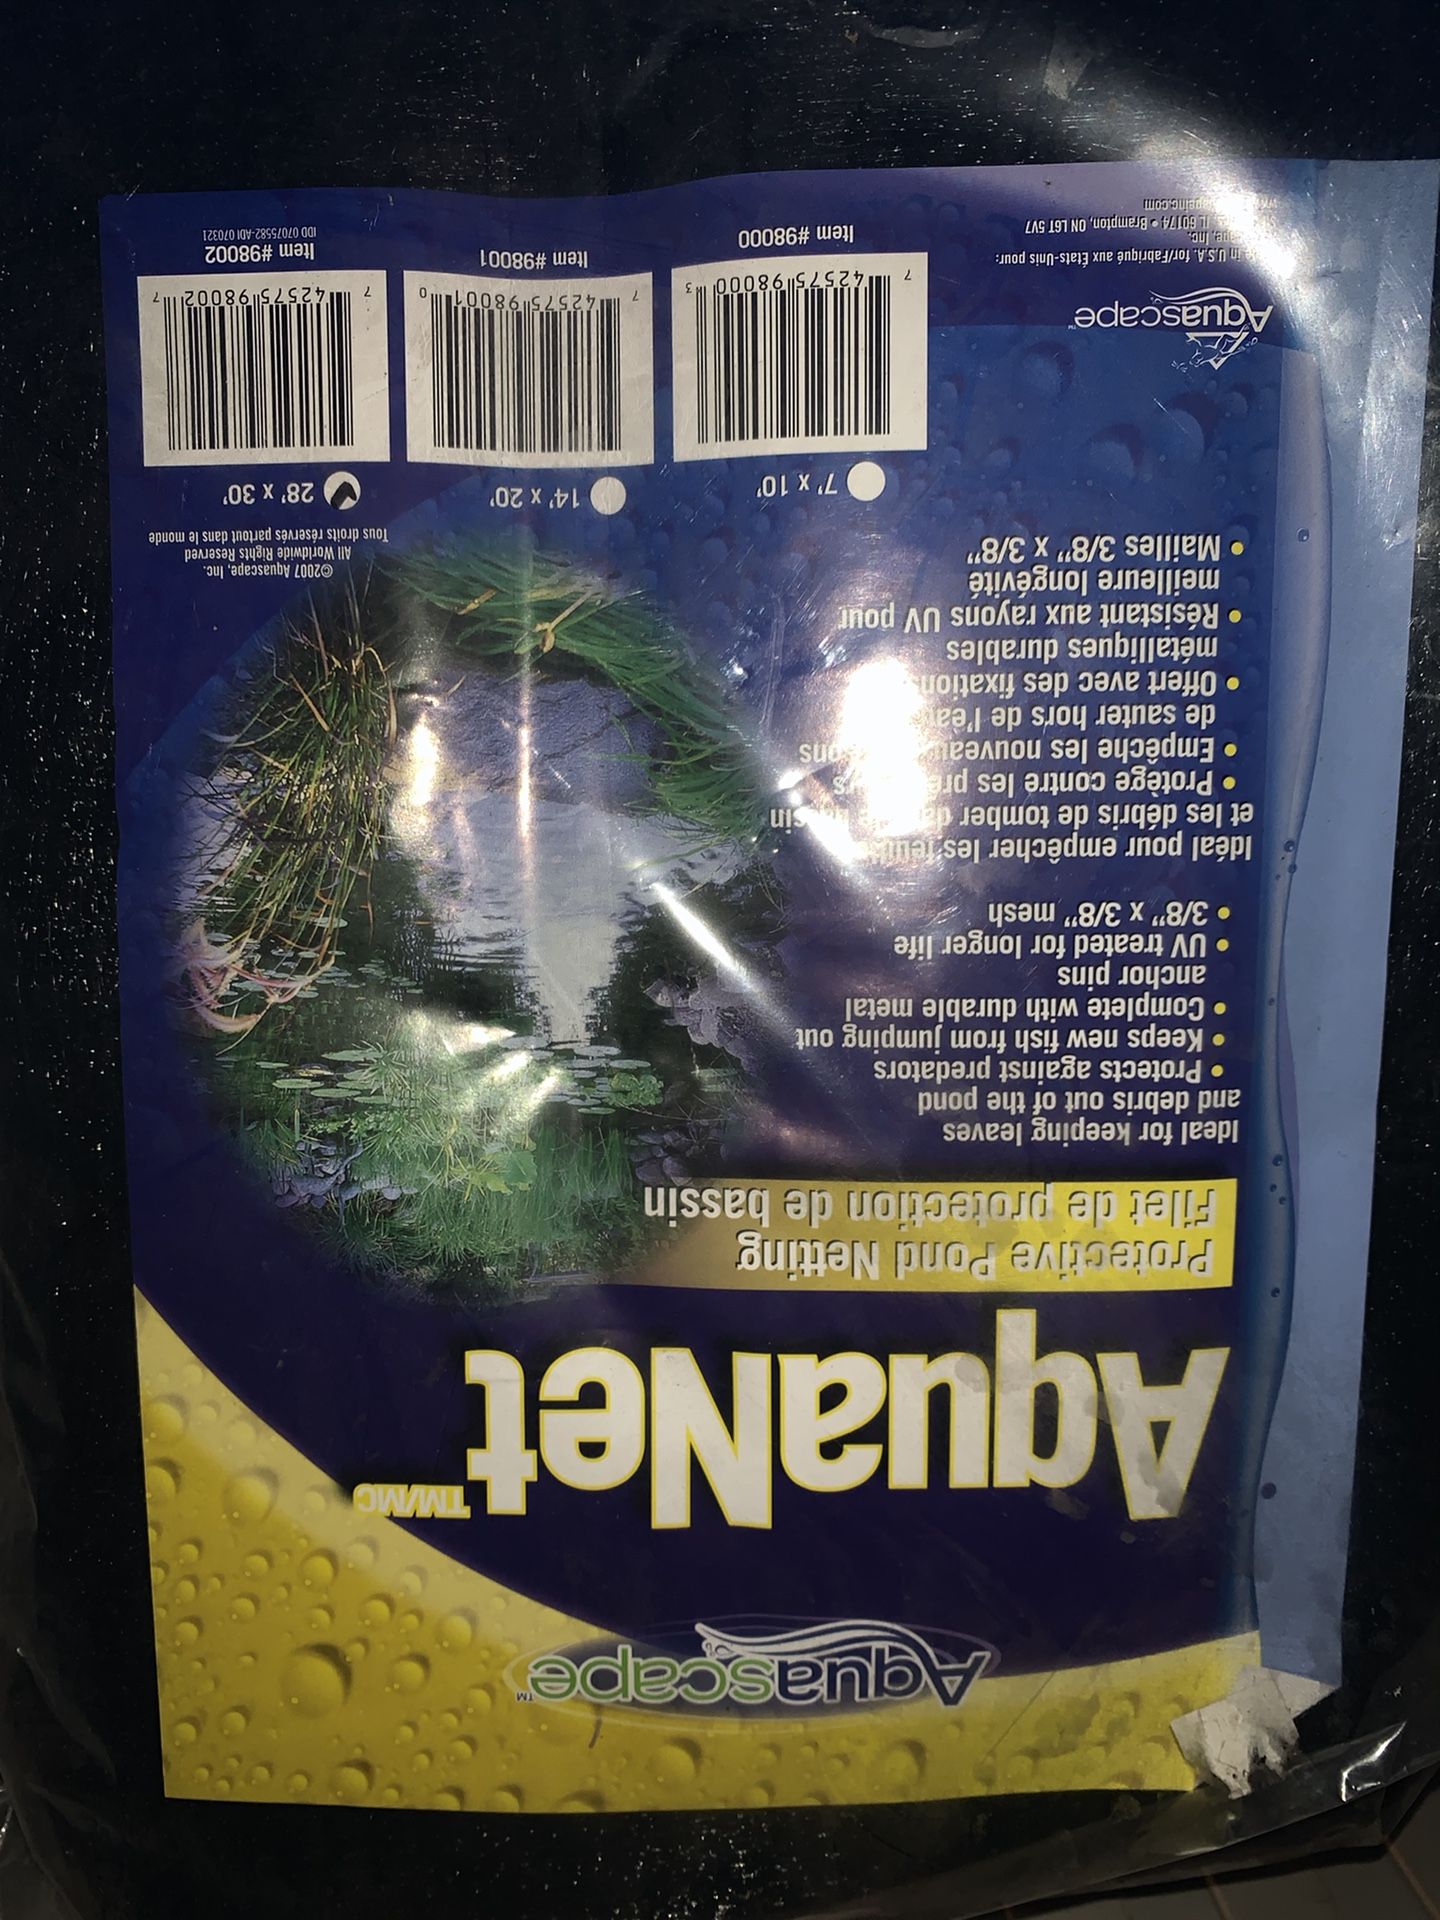 Aquascape™
AquaNet TM/MC
Protective Pond Netting
Filet de protection de bassin
Ideal for keeping leaves
and debris out of the pond
• Protects against predators
• Keeps new fish from jumping out
• Complete with durable metal
anchor pins
• UV treated for longer life
• 3/8" x 3/8" mesh
Idéal pour empêcher les
et les débris de tomber
• Protège contre les
• Empêche les nouveau
de sauter hors de l'eau
• Offert avec des fixation
métalliques durables
• Résistant aux rayons UV pour
meilleure longévité
• Mailles 3/8" x 3/8"
©2007 Aquascape, Inc.
All Worldwide Rights Reserved
Tous droits réservés partout dans le monde
7' x 10'
14' x 20'
28' x 30'
7 42575 98000 3
7 42575 98001 0
7 42575 98002 7
Item #98000
Item #98001
Item #98002
IDD 07075582-ADI 070321
Aquascape™
in U.S.A. for/Fabriqué aux États-Unis pour:
Inc.
IL 60174 • Brampton, ON L6T 5V7